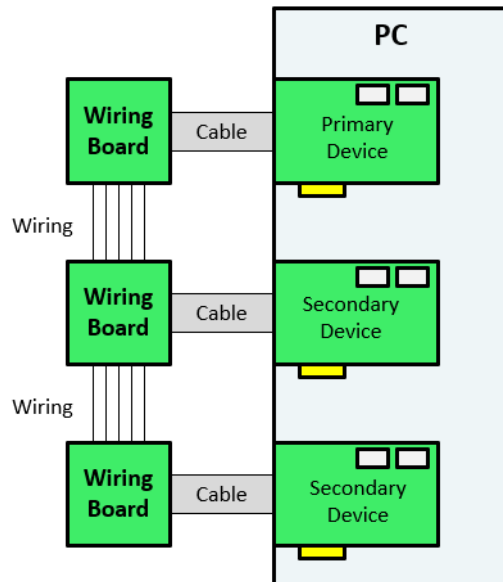 PC
Wiring
Board
Cable
Primary
Device
Wiring
Wiring
Board
Cable
Secondary
Device
Wiring
Wiring
Board
Cable
Secondary
Device